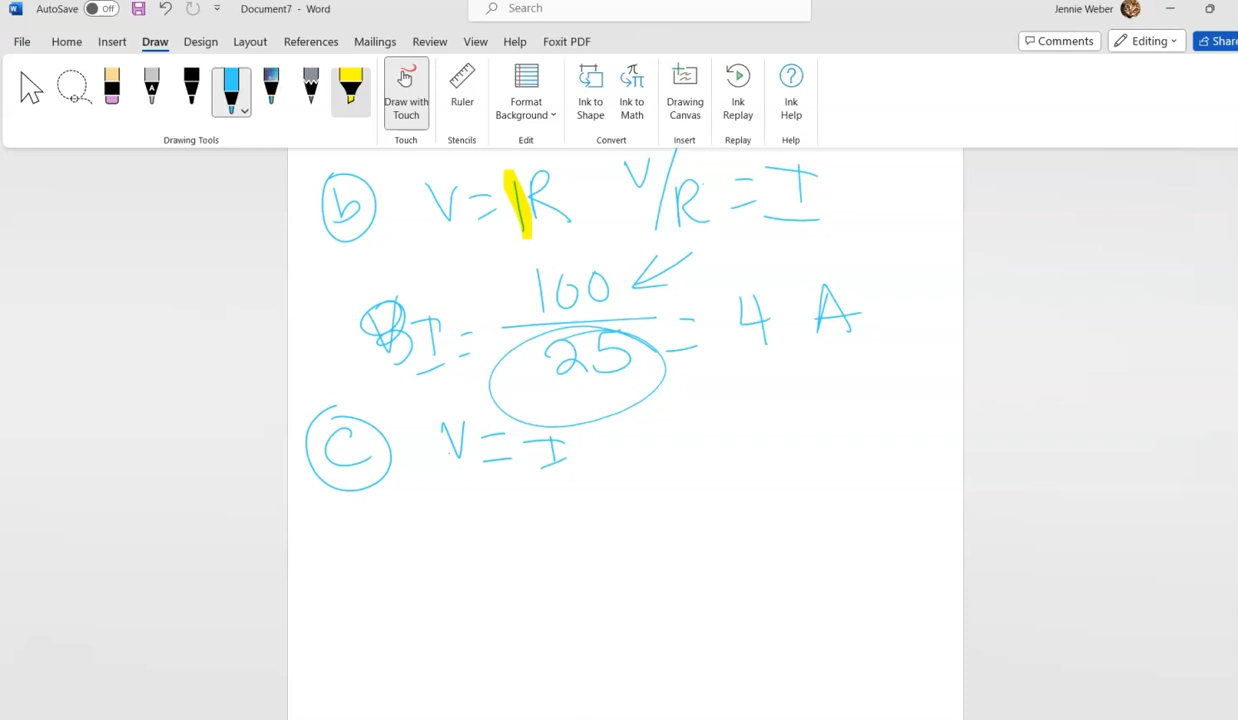 AutoSave Off Document7 - Word Search Jennie Weber
File Home Insert Draw Design Layout References Mailings Review View Help Foxit PDF Comments Editing Share
Draw with Touch Ruler Format Background Ink to Shape Ink to Math Drawing Canvas Ink Replay Ink Help
Drawing Tools Touch Stencils Edit Convert Insert Replay Help
b V = IR V/R = I
I = 100/25 = 4 A
C V = I